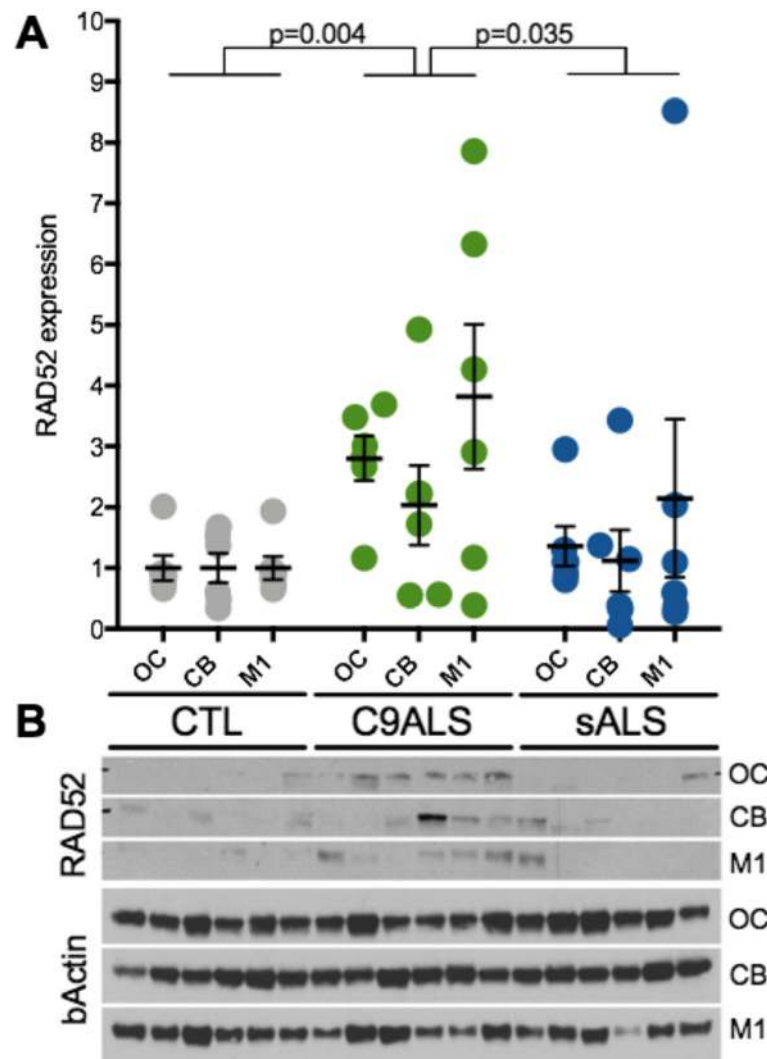 A
p=0.004
p=0.035
RAD52 expression
10
9
8
7
6
5
4
3
2
1
0
OC
CB
M1
OC
CB
M1
OC
CB
M1
CTL
C9ALS
sALS
B
RAD52
OC
CB
M1
bActin
OC
CB
M1